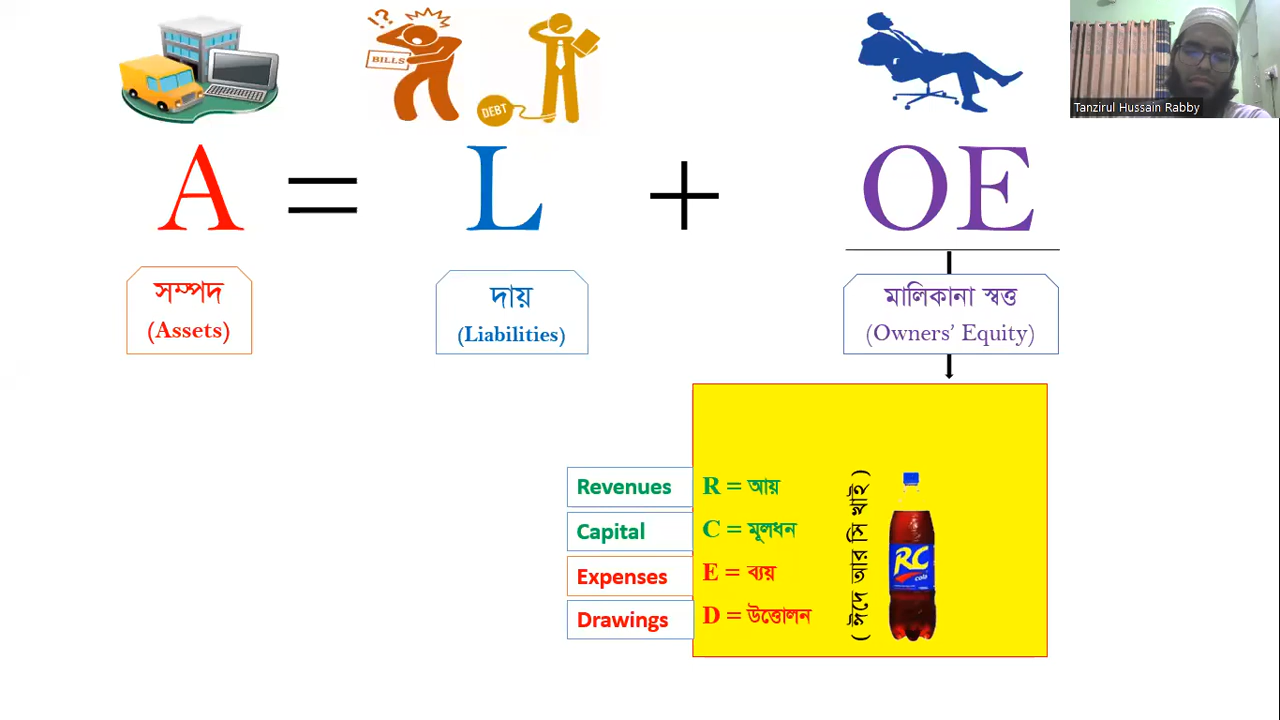 !?
BILLS
DEBT
Tanzirul Hussain Rabby
A = L + OE
সম্পদ
(Assets)
দায়
(Liabilities)
মালিকানা স্বত্ত
(Owners' Equity)
Revenues R = আয়
Capital C = মূলধন
Expenses E = ব্যয়
Drawings D = উত্তোলন
( ঈদে আর সি খাই )
RC
cola